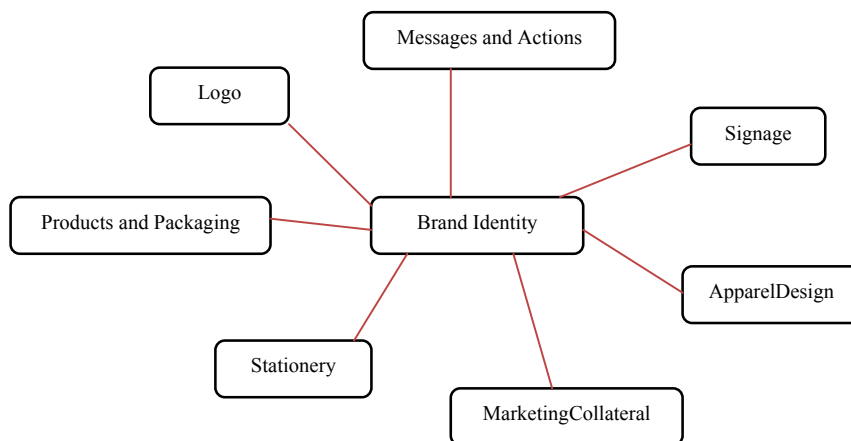 Messages and Actions
Logo
Signage
Products and Packaging
Brand Identity
ApparelDesign
Stationery
MarketingCollateral